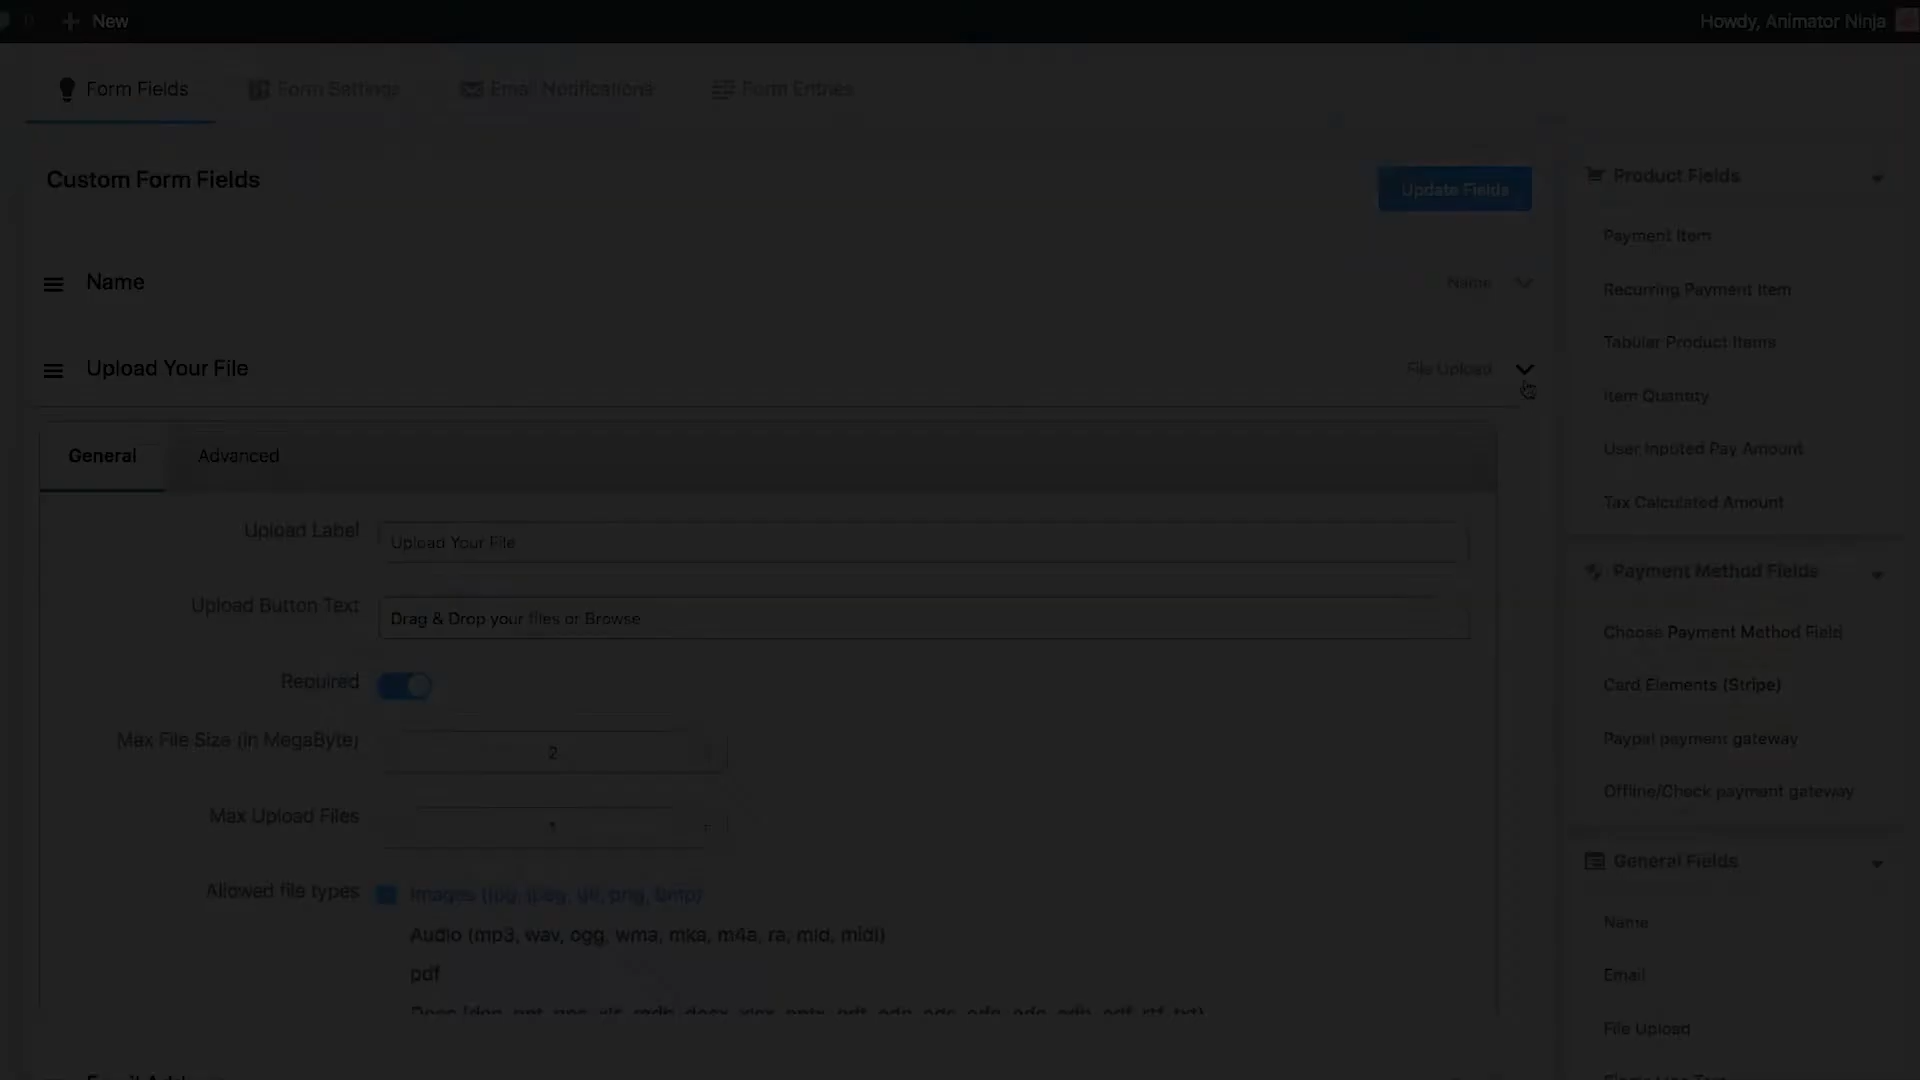 0 New Howdy, Animator Ninja
Form Fields Form Settings Email Notifications Form Entries
Custom Form Fields
Update Fields
Name Name
Upload Your File File Upload
General Advanced
Upload Label Upload Your File
Upload Button Text Drag & Drop your files or Browse
Required
Max File Size (in MegaByte) 2
Max Upload Files 1
Allowed file types Images (jpg, jpeg, gif, png, bmp)
Audio (mp3, wav, ogg, wma, mka, m4a, ra, mid, midi)
pdf
Product Fields
Payment Item
Recurring Payment Item
Tabular Product Items
Item Quantity
User Inputed Pay Amount
Tax Calculated Amount
Payment Method Fields
Choose Payment Method Field
Card Elements (Stripe)
Paypal payment gateway
Offline/Check payment gateway
General Fields
Name
Email
File Upload